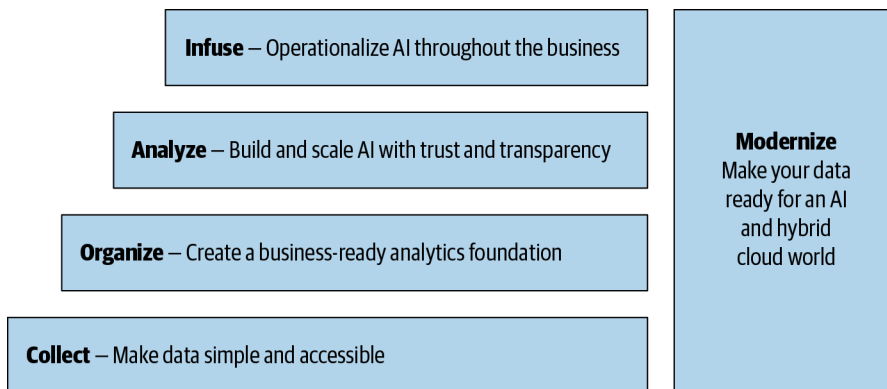 Infuse – Operationalize AI throughout the business
Analyze – Build and scale AI with trust and transparency
Organize – Create a business-ready analytics foundation
Collect – Make data simple and accessible
Modernize
Make your data
ready for an AI
and hybrid
cloud world